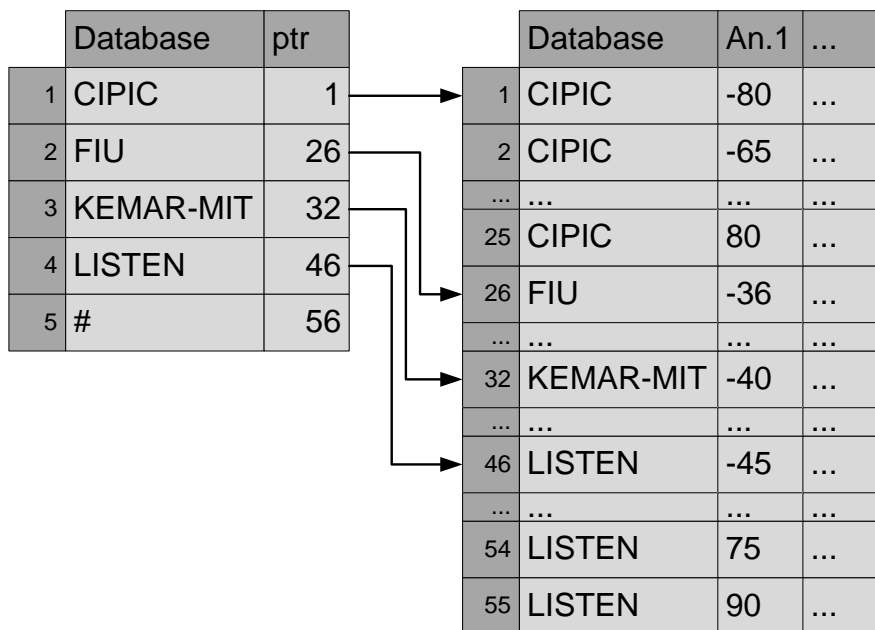 Database ptr
1 CIPIC 1
2 FIU 26
3 KEMAR-MIT 32
4 LISTEN 46
5 # 56
Database An.1 ...
1 CIPIC -80 ...
2 CIPIC -65 ...
... ... ... ...
25 CIPIC 80 ...
26 FIU -36 ...
... ... ... ...
32 KEMAR-MIT -40 ...
... ... ... ...
46 LISTEN -45 ...
... ... ... ...
54 LISTEN 75 ...
55 LISTEN 90 ...